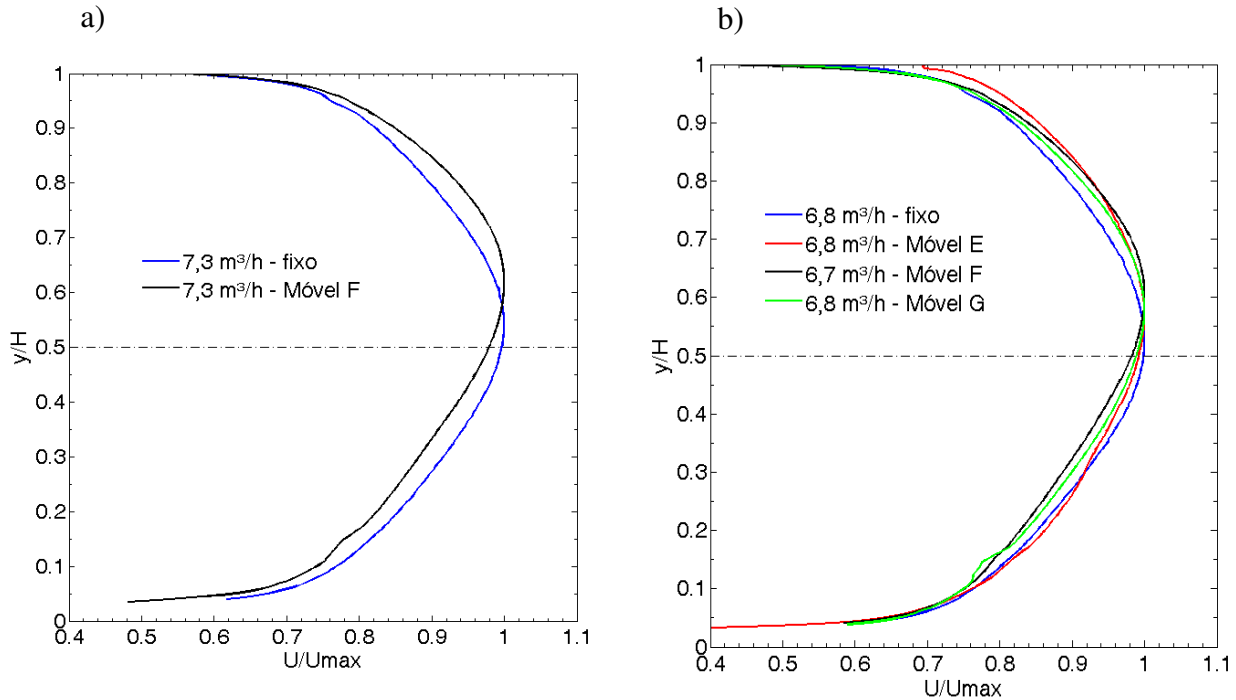 a)
1
0.9
0.8
0.7
0.6
0.5
0.4
0.3
0.2
0.1
0
y/H
7,3 m³/h - fixo
7,3 m³/h - Móvel F
0.4 0.5 0.6 0.7 0.8 0.9 1 1.1
U/Umax
b)
1
0.9
0.8
0.7
0.6
0.5
0.4
0.3
0.2
0.1
0
y/H
6,8 m³/h - fixo
6,8 m³/h - Móvel E
6,7 m³/h - Móvel F
6,8 m³/h - Móvel G
0.4 0.5 0.6 0.7 0.8 0.9 1 1.1
U/Umax